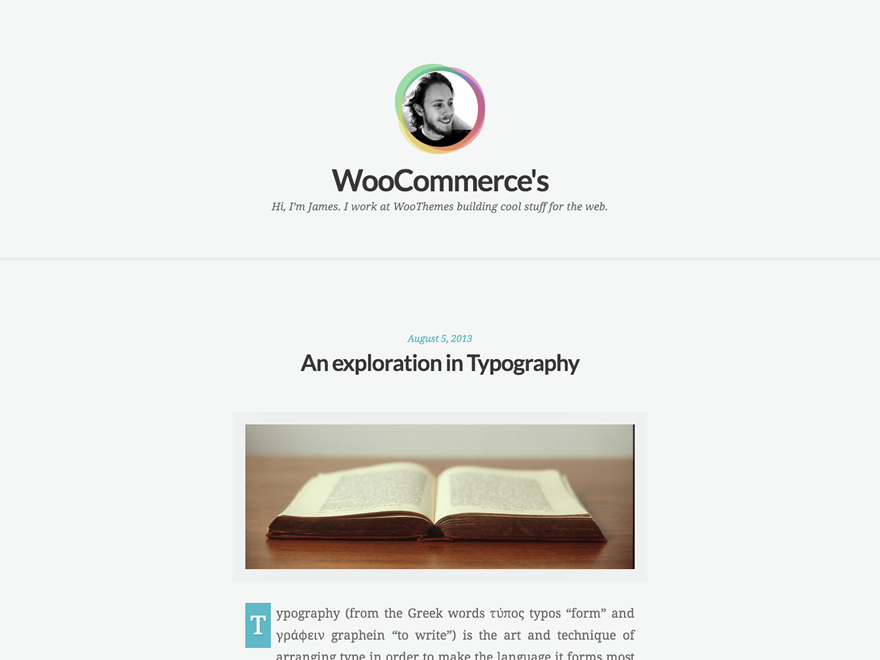 WooCommerce's
Hi, I'm James. I work at WooThemes building cool stuff for the web.
August 5, 2013
An exploration in Typography
Typography (from the Greek words τύπος typos “form” and
γράφειν graphein “to write”) is the art and technique of
arranging type in order to make the language it forms most